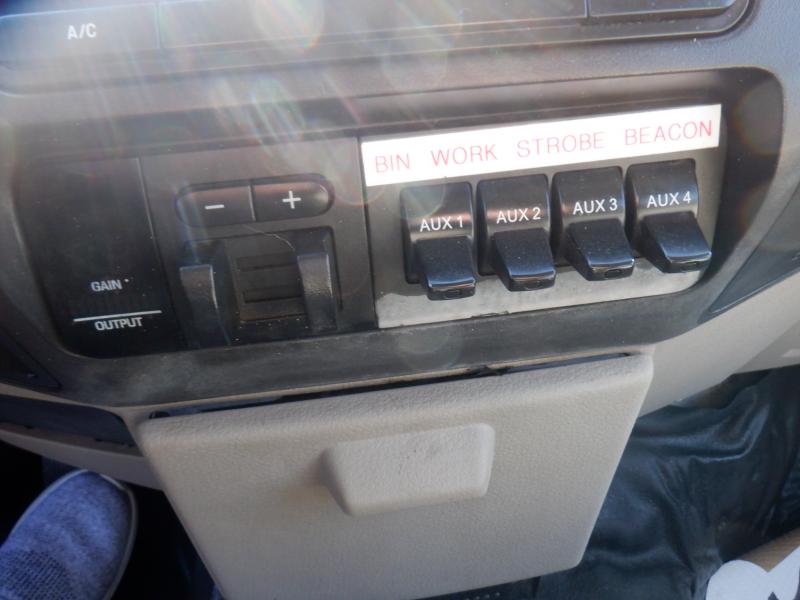 A/C
BIN WORK STROBE BEACON
AUX 1 AUX 2 AUX 3 AUX 4
− +
GAIN
OUTPUT